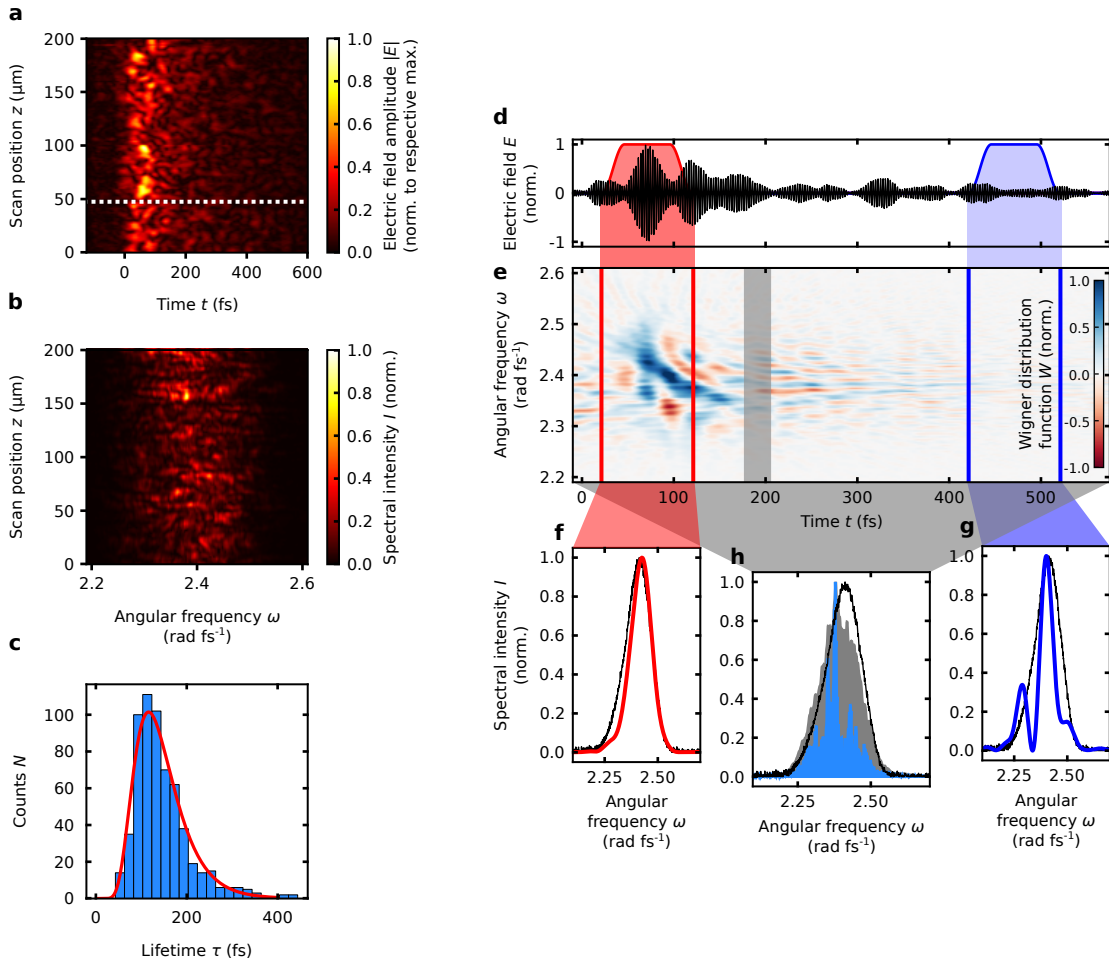 a
200
150
100
50
0
Scan position z (µm)
0
200
400
600
Time t (fs)
1.0
0.8
0.6
0.4
0.2
0.0
Electric field amplitude |E|
(norm. to respective max.)
b
200
150
100
50
0
Scan position z (µm)
2.2
2.4
2.6
Angular frequency ω
(rad fs⁻¹)
1.0
0.8
0.6
0.4
0.2
0.0
Spectral intensity I (norm.)
c
100
80
60
40
20
0
Counts N
0
200
400
Lifetime τ (fs)
d
1
0
-1
Electric field E
(norm.)
e
2.6
2.5
2.4
2.3
2.2
Angular frequency ω
(rad fs⁻¹)
0
100
200
300
400
500
Time t (fs)
Wigner distribution
function W (norm.)
1.0
0.5
0.0
-0.5
-1.0
f
1.0
0.8
0.6
0.4
0.2
0.0
Spectral intensity I
(norm.)
2.25
2.50
Angular
frequency ω
(rad fs⁻¹)
h
1.0
0.8
0.6
0.4
0.2
0.0
2.25
2.50
Angular frequency ω
(rad fs⁻¹)
g
1.0
0.8
0.6
0.4
0.2
0.0
2.25
2.50
Angular
frequency ω
(rad fs⁻¹)